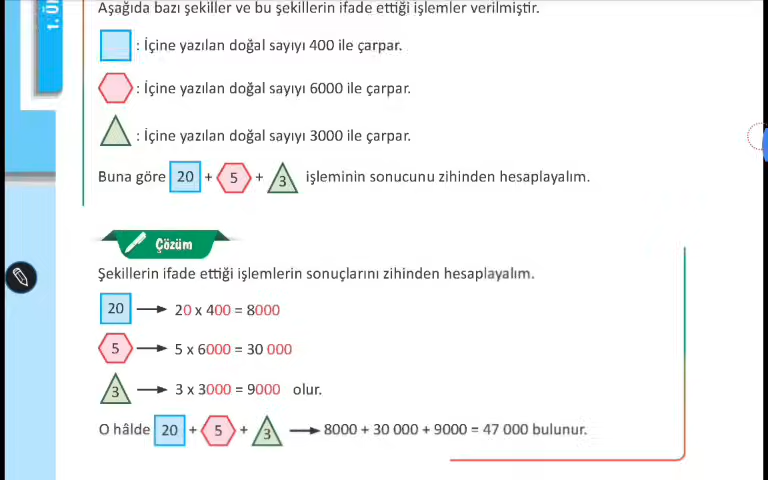 1. Ü
Aşağıda bazı şekiller ve bu şekillerin ifade ettiği işlemler verilmiştir.
: İçine yazılan doğal sayıyı 400 ile çarpar.
: İçine yazılan doğal sayıyı 6000 ile çarpar.
: İçine yazılan doğal sayıyı 3000 ile çarpar.
Buna göre 20 + 5 + 3 işleminin sonucunu zihinden hesaplayalım.
Çözüm
Şekillerin ifade ettiği işlemlerin sonuçlarını zihinden hesaplayalım.
20 → 20 x 400 = 8000
5 → 5 x 6000 = 30 000
3 → 3 x 3000 = 9000 olur.
O hâlde 20 + 5 + 3 → 8000 + 30 000 + 9000 = 47 000 bulunur.